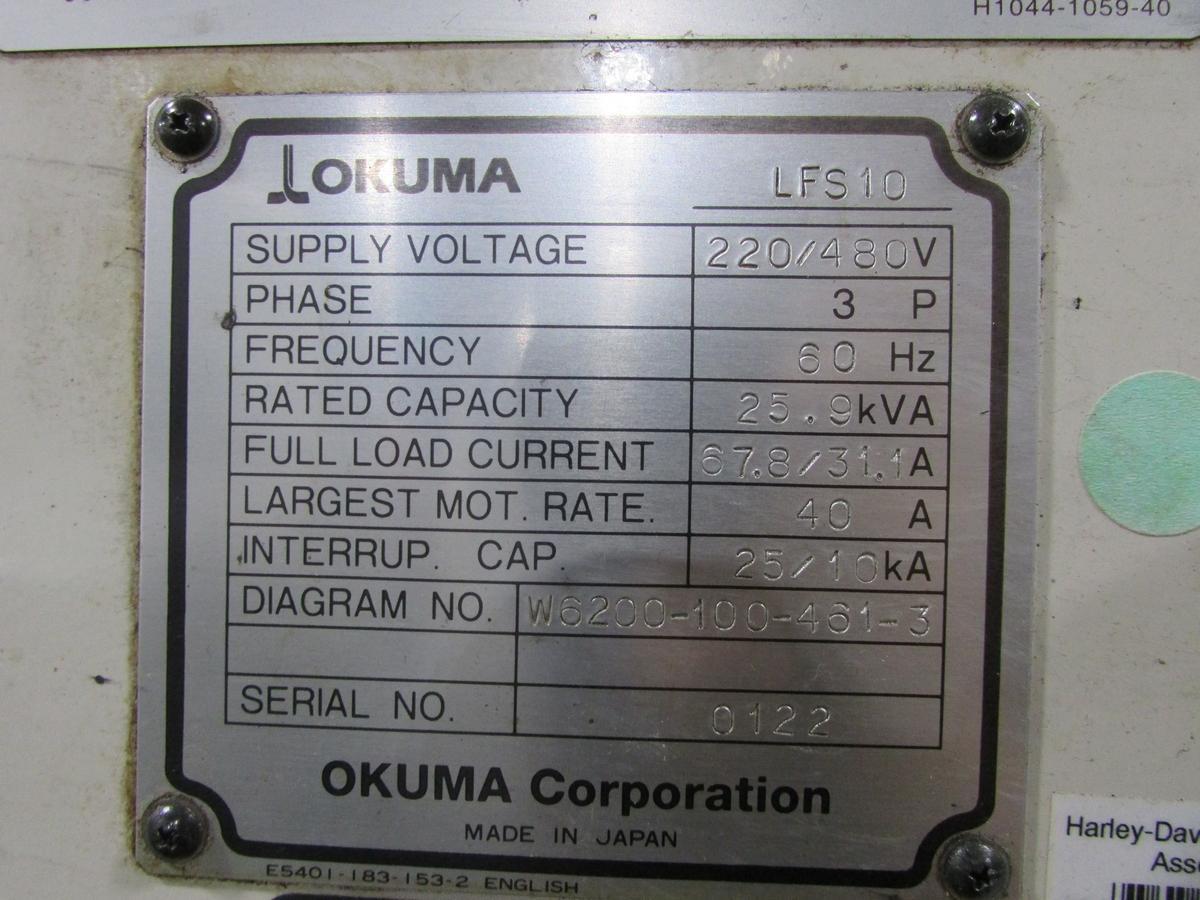 H1044-1059-40
OKUMA LFS10
SUPPLY VOLTAGE 220/480V
PHASE 3 P
FREQUENCY 60 Hz
RATED CAPACITY 25.9kVA
FULL LOAD CURRENT 67.8/31.1A
LARGEST MOT. RATE. 40 A
INTERRUP. CAP. 25/10kA
DIAGRAM NO. W6200-100-461-3
SERIAL NO. 0122
OKUMA Corporation
MADE IN JAPAN
E5401-183-153-2 ENGLISH
Harley-Dav
Ass